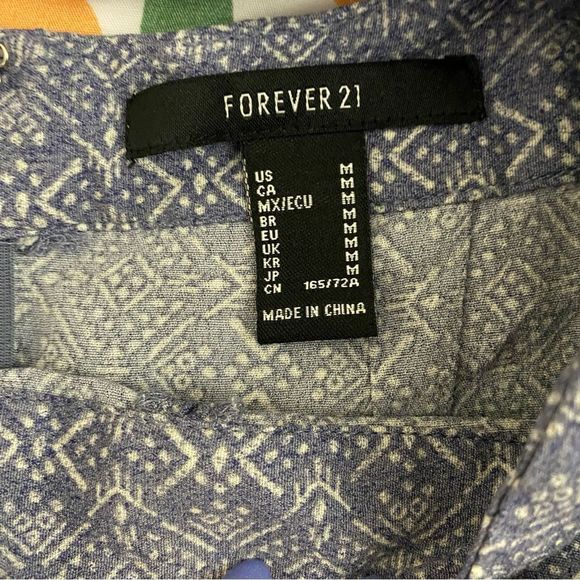 FOREVER 21
US M
CA M
MX/ECU M
BR M
EU M
UK M
KR M
JP M
CN 165/72A
MADE IN CHINA